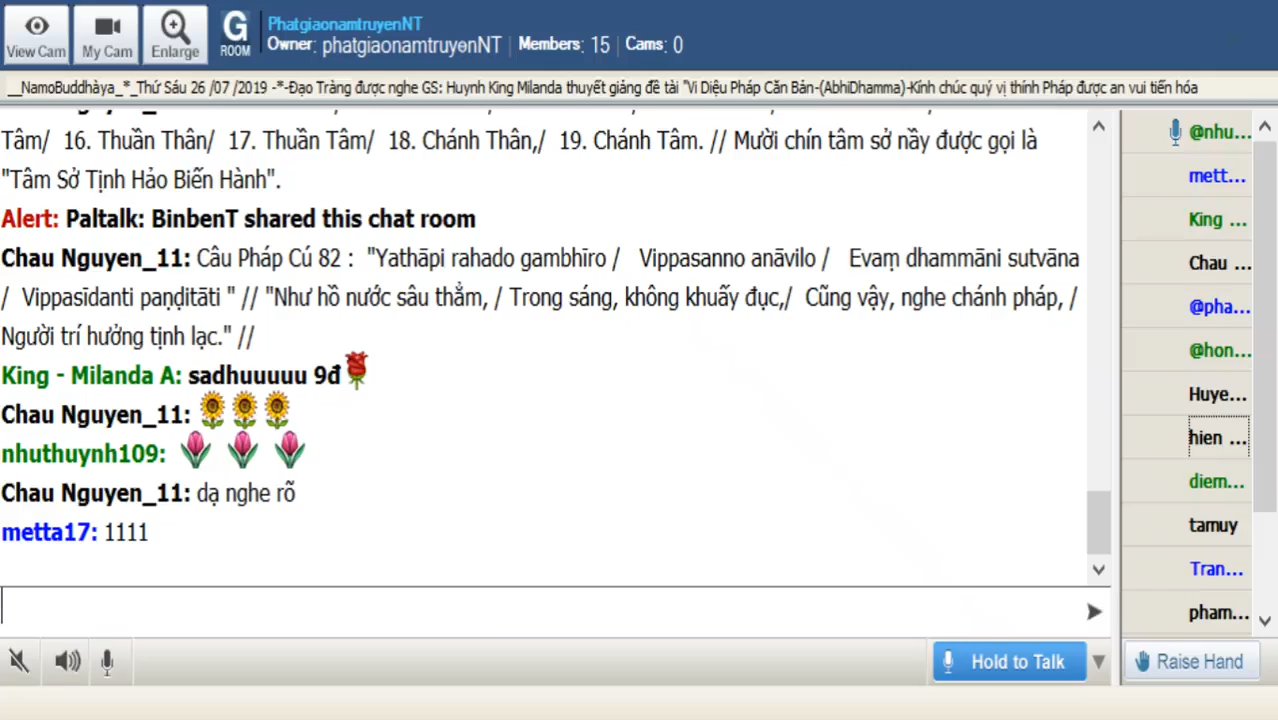 View Cam
My Cam
Enlarge
G
ROOM
PhatgiaonamtruyenNT
Owner: phatgiaonamtruyenNT | Members: 15 | Cams: 0
__NamoBuddhàya_*_Thứ Sáu 26 /07 /2019 -*-Đạo Tràng được nghe GS: Huynh King Milanda thuyết giảng đề tài "Vi Diệu Pháp Căn Bản-(AbhiDhamma)-Kính chúc quý vị thính Pháp được an vui tiến hóa
Tâm/ 16. Thuần Thân/ 17. Thuần Tâm/ 18. Chánh Thân,/ 19. Chánh Tâm. // Mười chín tâm sở nầy được gọi là
"Tâm Sở Tịnh Hảo Biến Hành".
Alert: Paltalk: BinbenT shared this chat room
Chau Nguyen_11: Câu Pháp Cú 82 : "Yathāpi rahado gambhīro / Vippasanno anāvilo / Evaṃ dhammāni sutvāna
/ Vippasīdanti paṇḍitāti " // "Như hồ nước sâu thẳm, / Trong sáng, không khuấy đục,/ Cũng vậy, nghe chánh pháp, /
Người trí hưởng tịnh lạc." //
King - Milanda A: sadhuuuuu 9đ
Chau Nguyen_11:
nhuthuynh109:
Chau Nguyen_11: dạ nghe rõ
metta17: 1111
@nhu...
mett...
King ...
Chau ...
@pha...
@hon...
Huye...
hien ...
diem...
tamuy
Tran...
pham...
Hold to Talk
Raise Hand